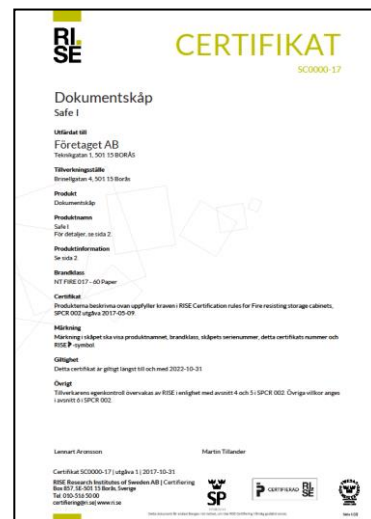 RI.
SE
CERTIFIKAT
SC0000-17
Dokumentskåp
Safe I
Utfärdat till
Företaget AB
Teknikgatan 1, 501 15 BORÅS
Tillverkningsställe
Brinellgatan 4, 501 15 Borås
Produkt
Dokumentskåp
Produktnamn
Safe I
För detaljer, se sida 2.
Produktinformation
Se sida 2
Brandklass
NT FIRE 017 - 60 Paper
Certifikat
Produkterna beskrivna ovan uppfyller kraven i RISE Certification rules for Fire resisting storage cabinets,
SPCR 002 utgåva 2017-05-09.
Märkning
Märkning i skåpet ska visa produktnamnet, brandklass, skåpets serienummer, detta certifikats nummer och
RISE P-symbol.
Giltighet
Detta certifikat är giltigt längst till och med 2022-10-31
Övrigt
Tillverkarens egenkontroll övervakas av RISE i enlighet med avsnitt 4 och 5 i SPCR 002. Övriga villkor anges
i avsnitt 6 i SPCR 002.
Lennart Aronsson
Martin Tillander
Certifikat SC0000-17 | utgåva 1 | 2017-10-31
RISE Research Institutes of Sweden AB | Certifiering
Box 857, SE-501 15 Borås, Sverige
Tel: 010-516 50 00
certifiering@ri.se | www.ri.se
SP
P CERTIFIERAD RI.SE